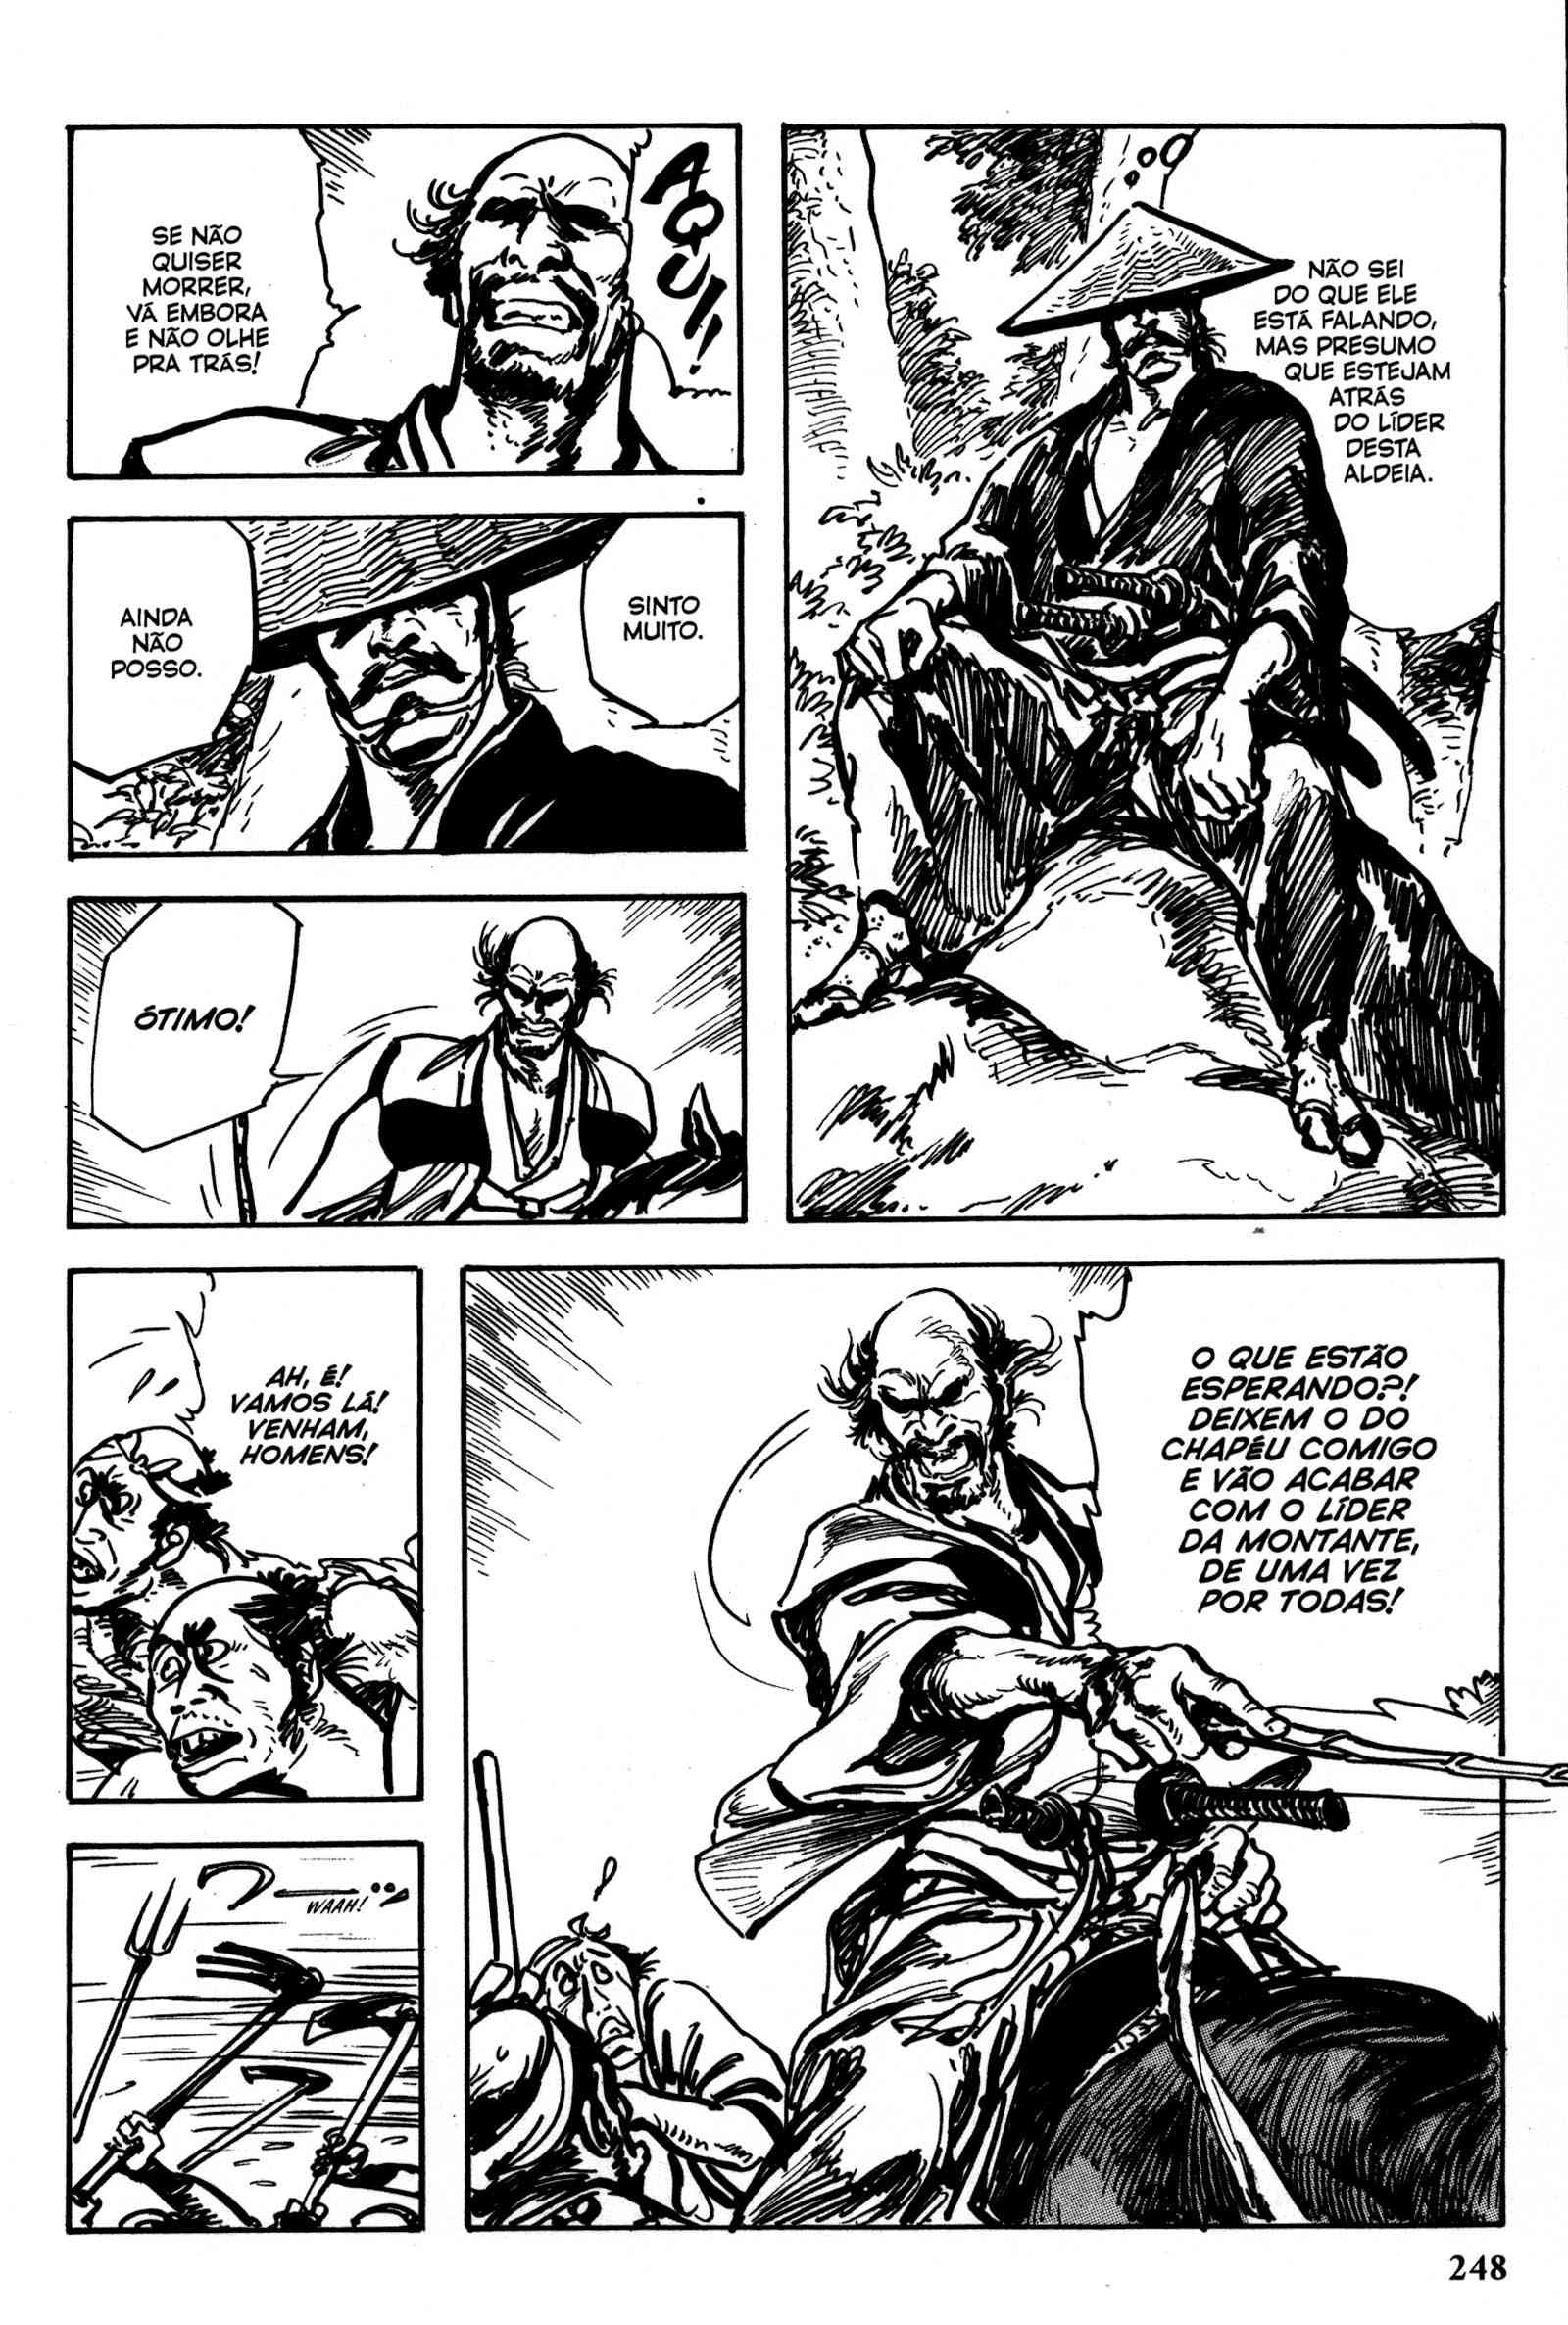 NÃO SEI
DO QUE ELE
ESTÁ FALANDO,
MAS PRESUMO
QUE ESTEJAM
ATRÁS
DO LÍDER
DESTA
ALDEIA.
AQUI!
SE NÃO
QUISER
MORRER,
VÁ EMBORA
E NÃO OLHE
PRA TRÁS!
SINTO
MUITO.
AINDA
NÃO
POSSO.
ÓTIMO!
O QUE ESTÃO
ESPERANDO?!
DEIXEM O DO
CHAPÉU COMIGO
E VÃO ACABAR
COM O LÍDER
DA MONTANTE,
DE UMA VEZ
POR TODAS!
AH, É!
VAMOS LÁ!
VENHAM,
HOMENS!
WAAH!
248